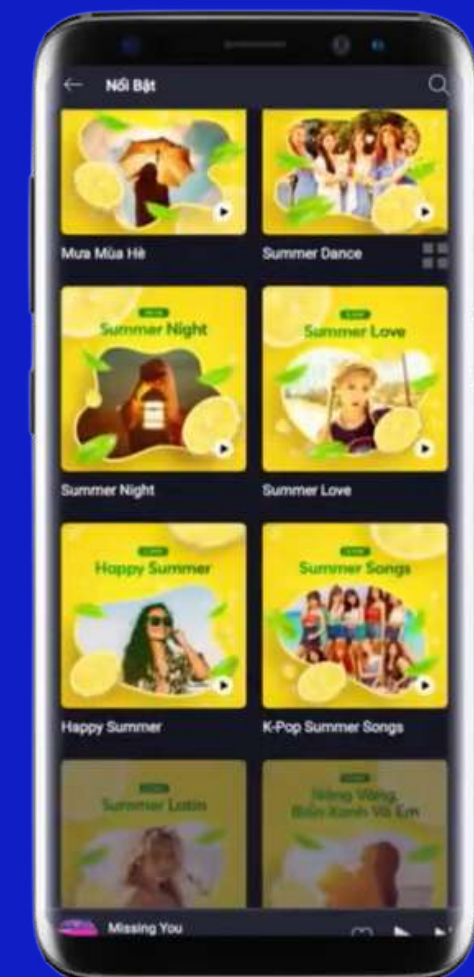 Nổi Bật
Mưa Mùa Hè
Summer Dance
Summer Night
Summer Love
Summer Night
Summer Love
Happy Summer
Summer Songs
Happy Summer
K-Pop Summer Songs
Summer Latin
Nắng Vàng,
Biển Xanh Và Em
Missing You